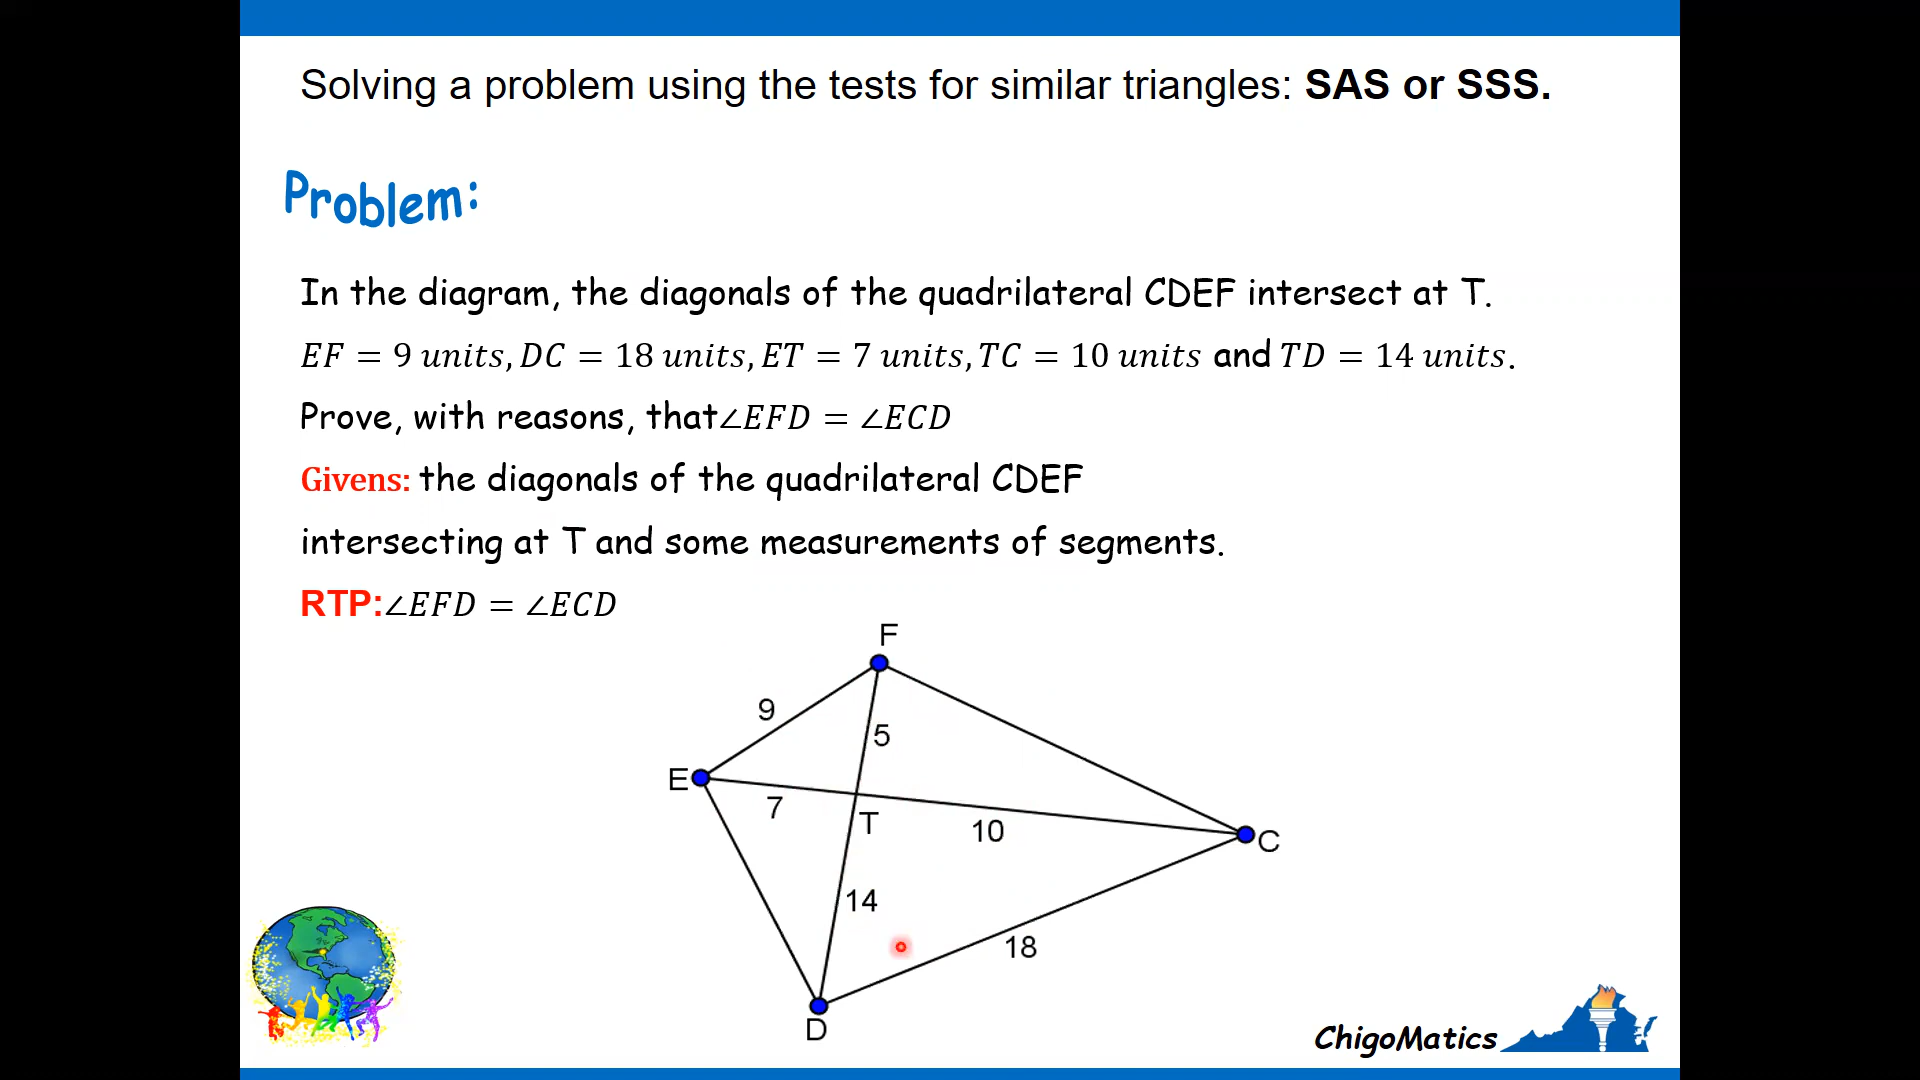 Solving a problem using the tests for similar triangles: SAS or SSS.
Problem:
In the diagram, the diagonals of the quadrilateral CDEF intersect at T.
EF = 9 units, DC = 18 units, ET = 7 units, TC = 10 units and TD = 14 units.
Prove, with reasons, that∠EFD = ∠ECD
Givens: the diagonals of the quadrilateral CDEF
intersecting at T and some measurements of segments.
RTP:∠EFD = ∠ECD
F
9
5
E
7
T
10
C
14
18
D
ChigoMatics